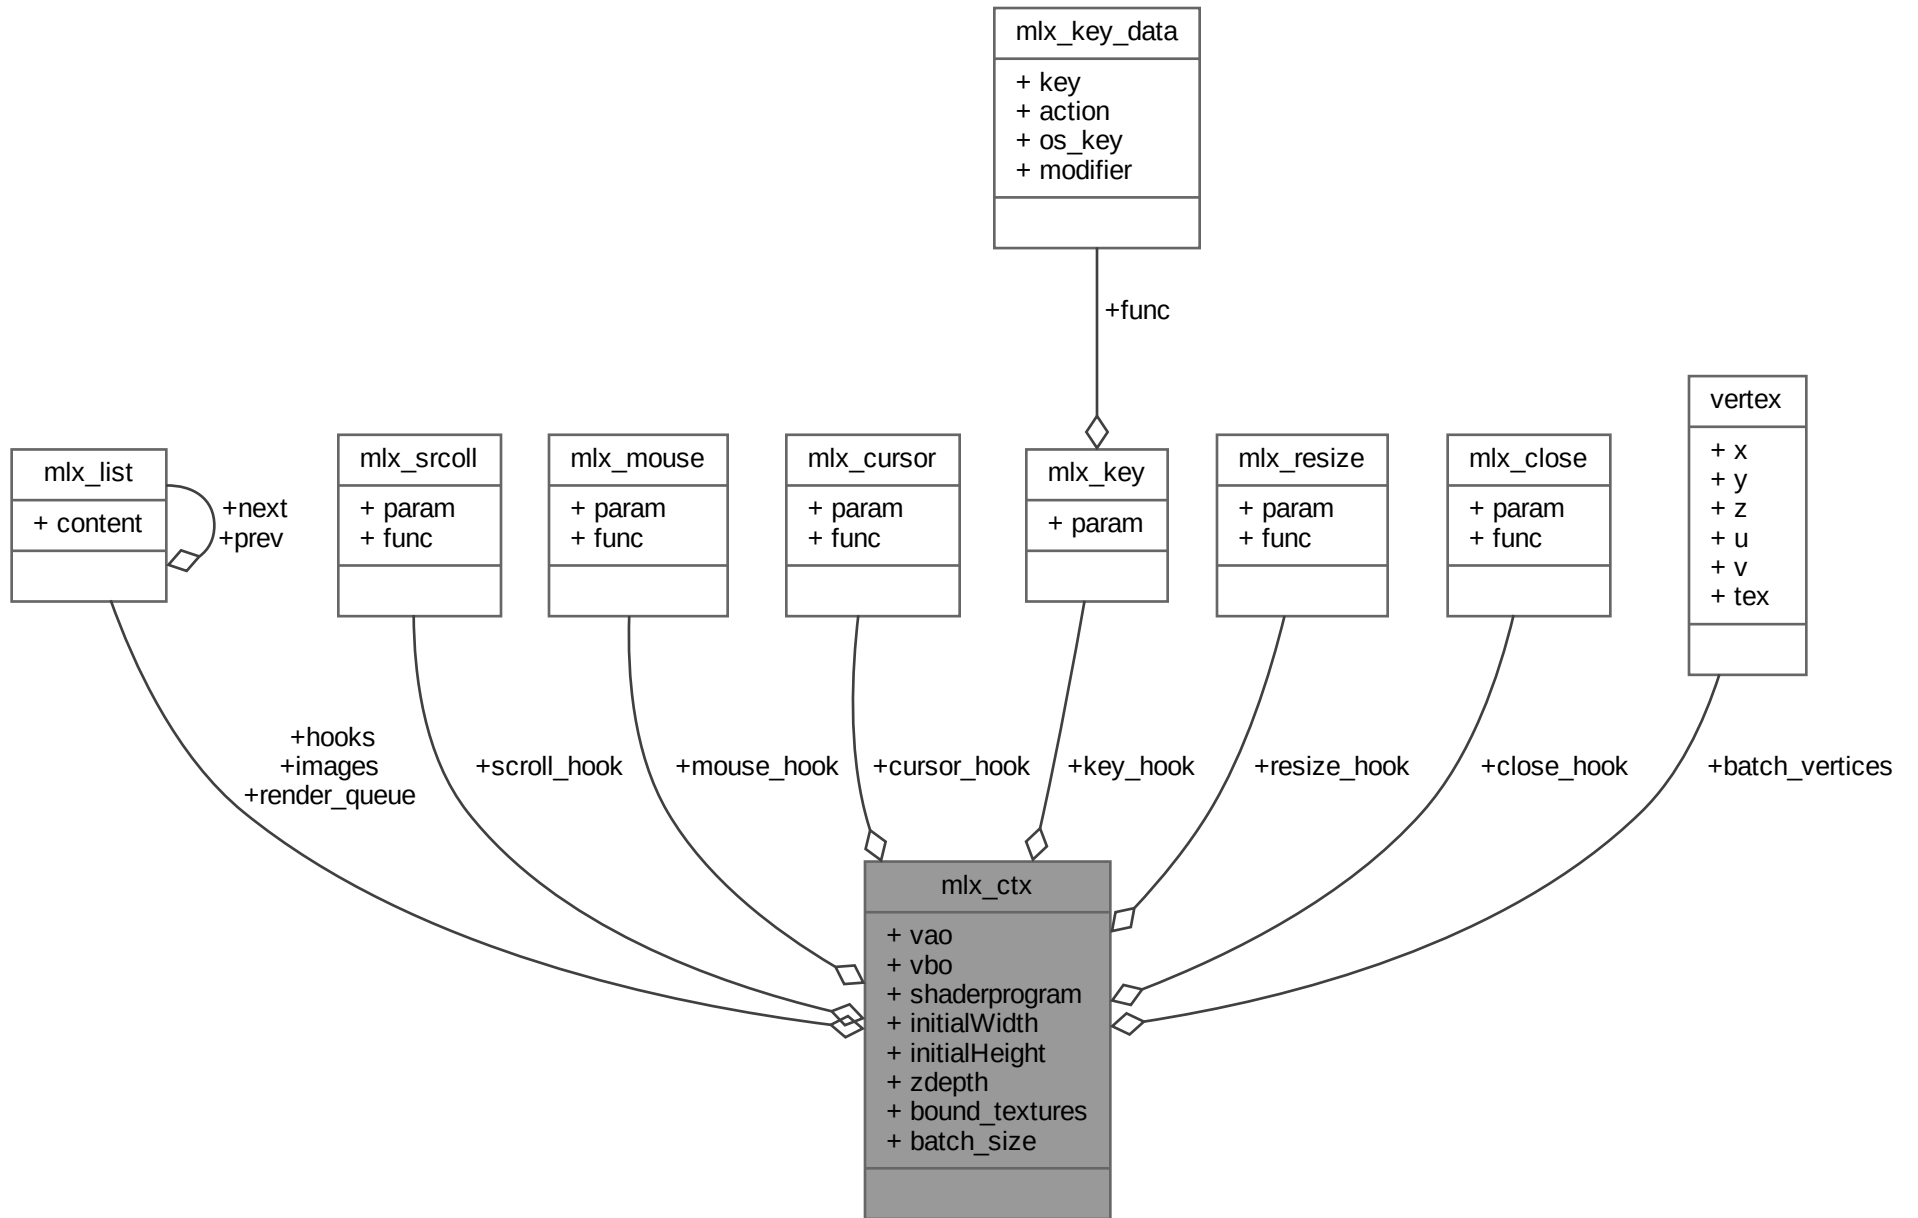 mlx_key_data
+ key
+ action
+ os_key
+ modifier
+func
mlx_list
+ content
+next
+prev
mlx_srcoll
+ param
+ func
mlx_mouse
+ param
+ func
mlx_cursor
+ param
+ func
mlx_key
+ param
mlx_resize
+ param
+ func
mlx_close
+ param
+ func
vertex
+ x
+ y
+ z
+ u
+ v
+ tex
+hooks
+images
+render_queue
+scroll_hook
+mouse_hook
+cursor_hook
+key_hook
+resize_hook
+close_hook
+batch_vertices
mlx_ctx
+ vao
+ vbo
+ shaderprogram
+ initialWidth
+ initialHeight
+ zdepth
+ bound_textures
+ batch_size